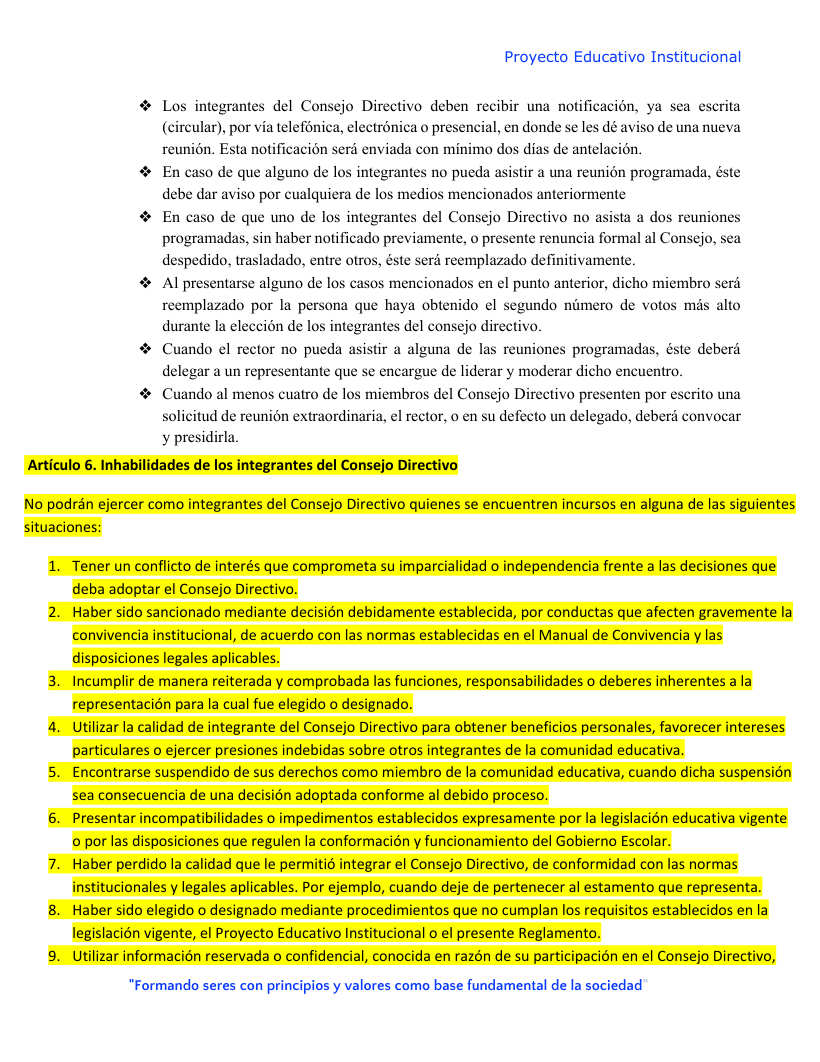 Proyecto Educativo Institucional
❖ Los integrantes del Consejo Directivo deben recibir una notificación, ya sea escrita
(circular), por vía telefónica, electrónica o presencial, en donde se les dé aviso de una nueva
reunión. Esta notificación será enviada con mínimo dos días de antelación.
❖ En caso de que alguno de los integrantes no pueda asistir a una reunión programada, éste
debe dar aviso por cualquiera de los medios mencionados anteriormente
❖ En caso de que uno de los integrantes del Consejo Directivo no asista a dos reuniones
programadas, sin haber notificado previamente, o presente renuncia formal al Consejo, sea
despedido, trasladado, entre otros, éste será reemplazado definitivamente.
❖ Al presentarse alguno de los casos mencionados en el punto anterior, dicho miembro será
reemplazado por la persona que haya obtenido el segundo número de votos más alto
durante la elección de los integrantes del consejo directivo.
❖ Cuando el rector no pueda asistir a alguna de las reuniones programadas, éste deberá
delegar a un representante que se encargue de liderar y moderar dicho encuentro.
❖ Cuando al menos cuatro de los miembros del Consejo Directivo presenten por escrito una
solicitud de reunión extraordinaria, el rector, o en su defecto un delegado, deberá convocar
y presidirla.
Artículo 6. Inhabilidades de los integrantes del Consejo Directivo
No podrán ejercer como integrantes del Consejo Directivo quienes se encuentren incursos en alguna de las siguientes
situaciones:
1. Tener un conflicto de interés que comprometa su imparcialidad o independencia frente a las decisiones que
deba adoptar el Consejo Directivo.
2. Haber sido sancionado mediante decisión debidamente establecida, por conductas que afecten gravemente la
convivencia institucional, de acuerdo con las normas establecidas en el Manual de Convivencia y las
disposiciones legales aplicables.
3. Incumplir de manera reiterada y comprobada las funciones, responsabilidades o deberes inherentes a la
representación para la cual fue elegido o designado.
4. Utilizar la calidad de integrante del Consejo Directivo para obtener beneficios personales, favorecer intereses
particulares o ejercer presiones indebidas sobre otros integrantes de la comunidad educativa.
5. Encontrarse suspendido de sus derechos como miembro de la comunidad educativa, cuando dicha suspensión
sea consecuencia de una decisión adoptada conforme al debido proceso.
6. Presentar incompatibilidades o impedimentos establecidos expresamente por la legislación educativa vigente
o por las disposiciones que regulen la conformación y funcionamiento del Gobierno Escolar.
7. Haber perdido la calidad que le permitió integrar el Consejo Directivo, de conformidad con las normas
institucionales y legales aplicables. Por ejemplo, cuando deje de pertenecer al estamento que representa.
8. Haber sido elegido o designado mediante procedimientos que no cumplan los requisitos establecidos en la
legislación vigente, el Proyecto Educativo Institucional o el presente Reglamento.
9. Utilizar información reservada o confidencial, conocida en razón de su participación en el Consejo Directivo,
"Formando seres con principios y valores como base fundamental de la sociedad"